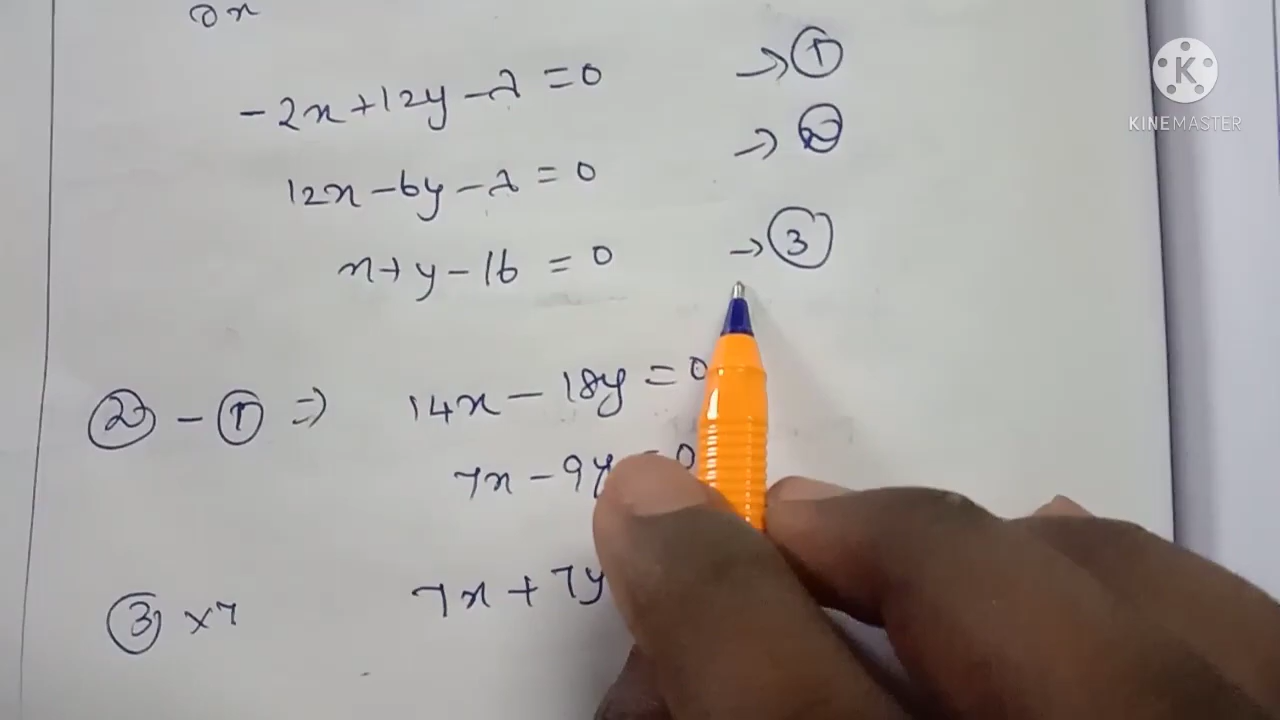 ∂x
-2x+12y-λ=0 → ①
12x-6y-λ=0 → ②
x+y-16=0 → ③
② - ① ⇒ 14x-18y=0
7x-9y=0
③ x7 7x+7y
K
KINEMASTER